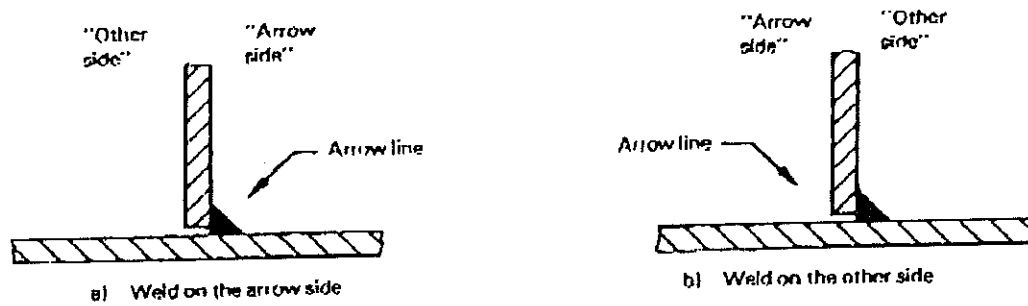 "Other
side"
"Arrow
side"
Arrow line
a) Weld on the arrow side
"Arrow
side"
"Other
side"
Arrow line
b) Weld on the other side